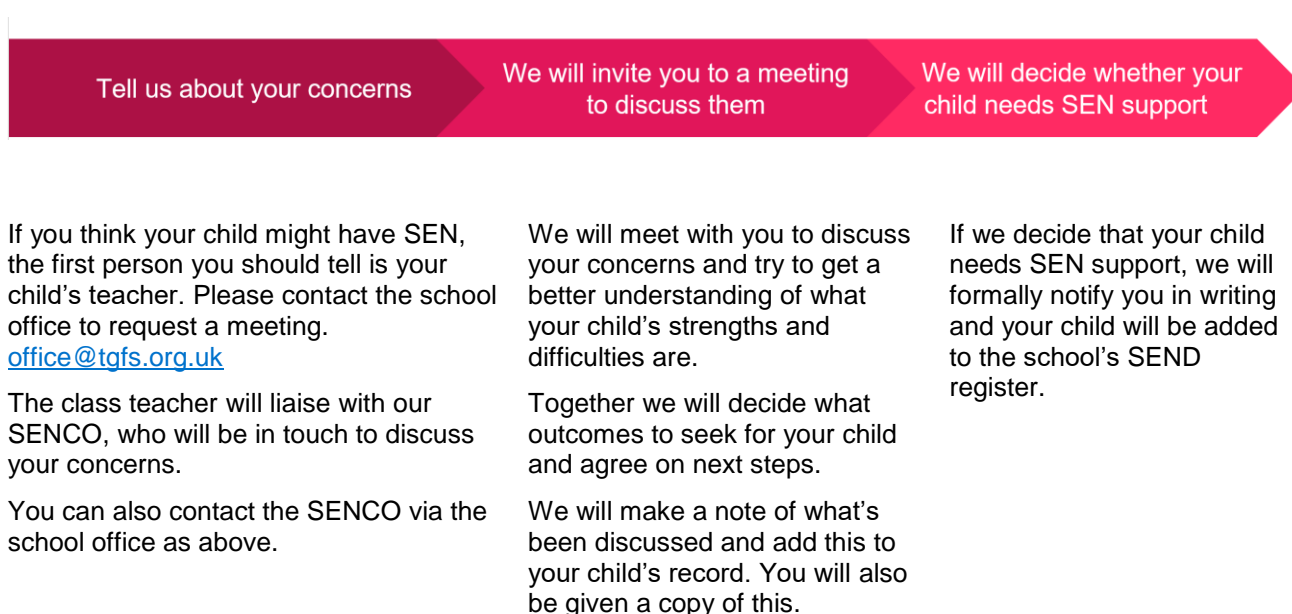 Tell us about your concerns
We will invite you to a meeting
to discuss them
We will decide whether your
child needs SEN support
If you think your child might have SEN,
the first person you should tell is your
child’s teacher. Please contact the school
office to request a meeting.
office@tgfs.org.uk
The class teacher will liaise with our
SENCO, who will be in touch to discuss
your concerns.
You can also contact the SENCO via the
school office as above.
We will meet with you to discuss
your concerns and try to get a
better understanding of what
your child’s strengths and
difficulties are.
Together we will decide what
outcomes to seek for your child
and agree on next steps.
We will make a note of what’s
been discussed and add this to
your child’s record. You will also
be given a copy of this.
If we decide that your child
needs SEN support, we will
formally notify you in writing
and your child will be added
to the school’s SEND
register.